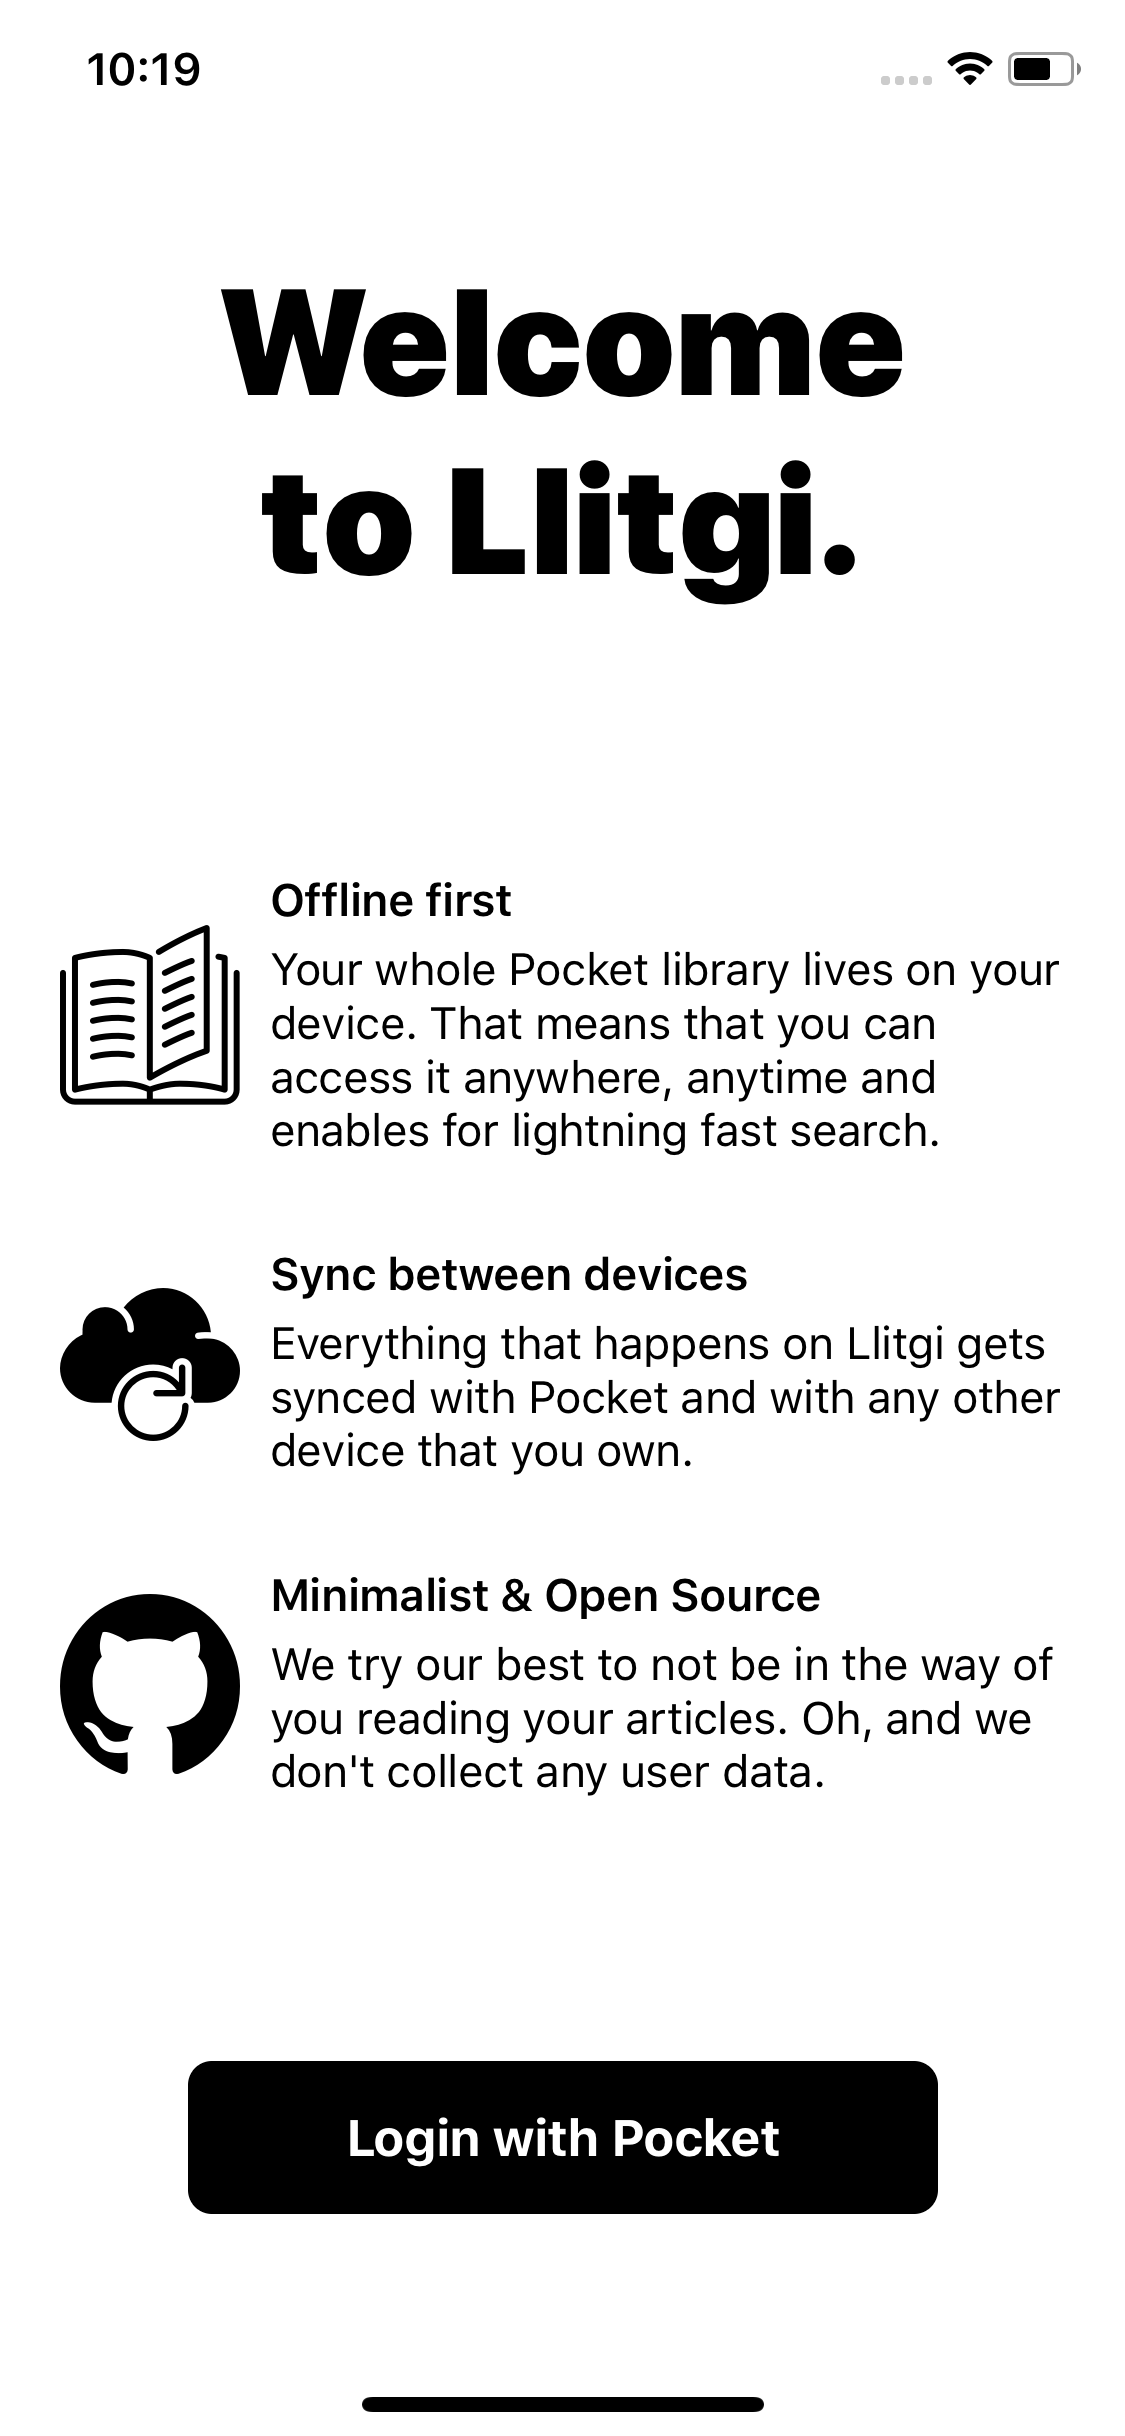 10:19
Welcome
to Llitgi.
Offline first
Your whole Pocket library lives on your
device. That means that you can
access it anywhere, anytime and
enables for lightning fast search.
Sync between devices
Everything that happens on Llitgi gets
synced with Pocket and with any other
device that you own.
Minimalist & Open Source
We try our best to not be in the way of
you reading your articles. Oh, and we
don't collect any user data.
Login with Pocket